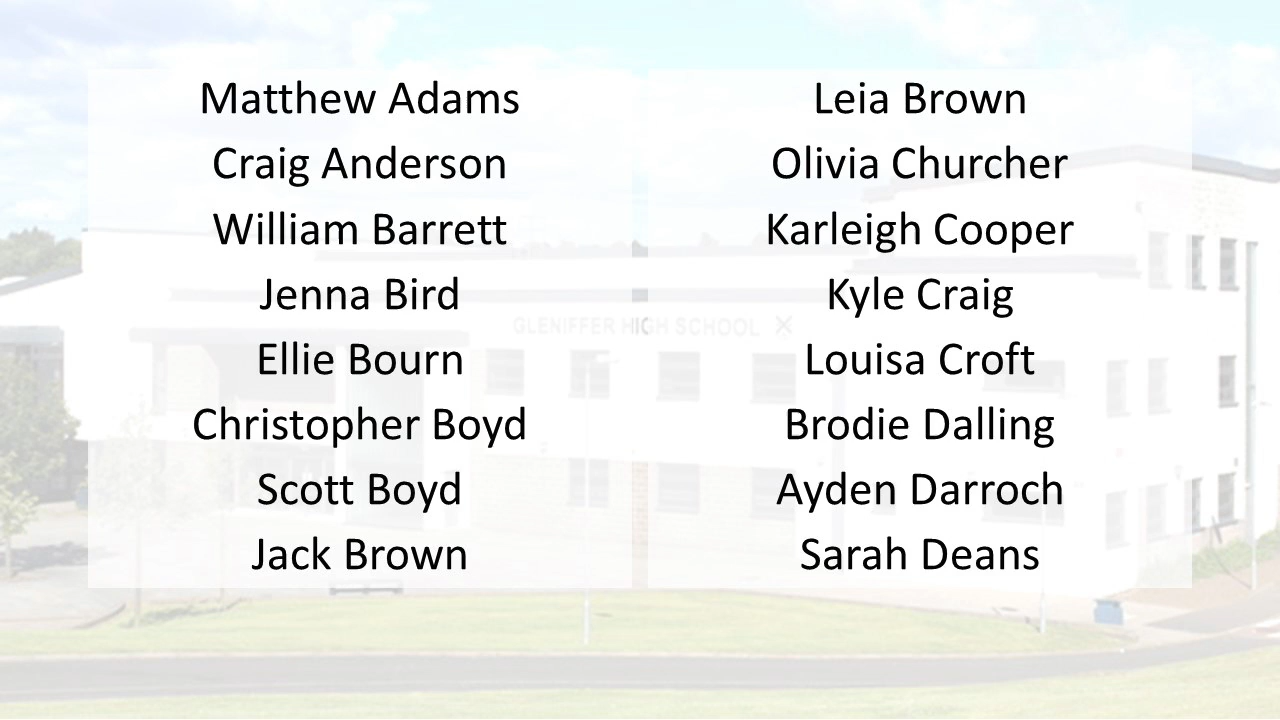 Matthew Adams
Craig Anderson
William Barrett
Jenna Bird
Ellie Bourn
Christopher Boyd
Scott Boyd
Jack Brown
Leia Brown
Olivia Churcher
Karleigh Cooper
Kyle Craig
Louisa Croft
Brodie Dalling
Ayden Darroch
Sarah Deans
GLENIFFER HIGH SCHOOL